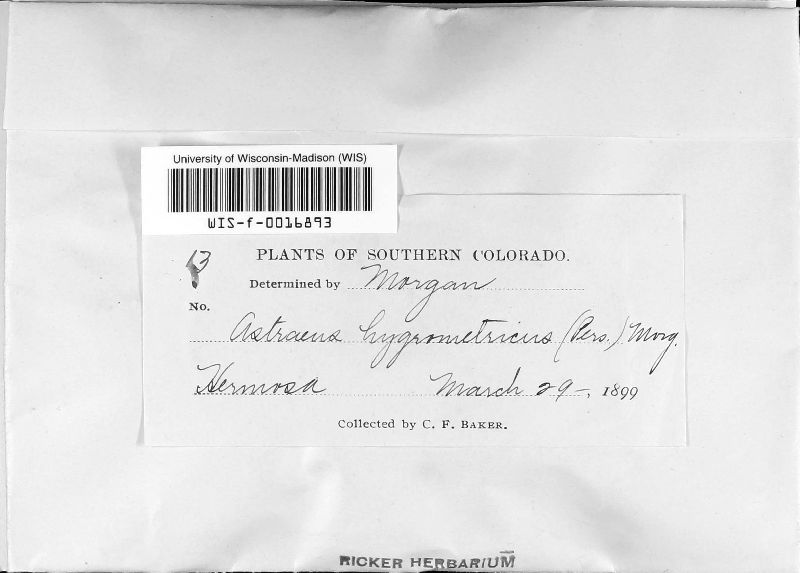 University of Wisconsin-Madison (WIS)
WIS-f-0016893
PLANTS OF SOUTHERN COLORADO.
Determined by Morgan
No.
Astraeus hygrometricus (Pers.) Morg.
Hermosa March 29-, 1899
Collected by C. F. BAKER.
RICKER HERBARIUM